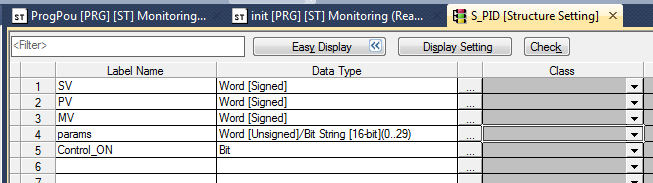 ProgPou [PRG] [ST] Monitoring... ST init [PRG] [ST] Monitoring (Rea... S_PID [Structure Setting]
<Filter> Easy Display Display Setting Check
Label Name Data Type Class
1 SV Word [Signed] ...
2 PV Word [Signed] ...
3 MV Word [Signed] ...
4 params Word [Unsigned]/Bit String [16-bit](0..29) ...
5 Control_ON Bit ...
6 ...
7